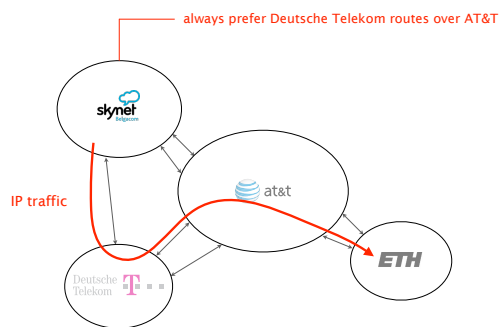 always prefer Deutsche Telekom routes over AT&T
skynet
Belgacom
at&t
IP traffic
ETH
Deutsche
Telekom
T